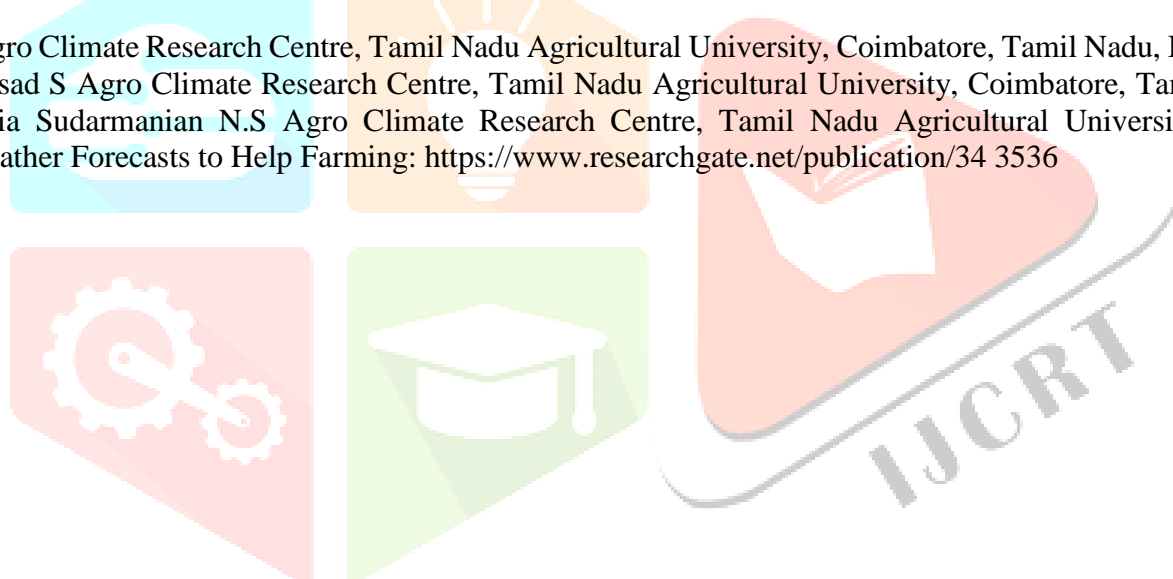 gro Climate Research Centre, Tamil Nadu Agricultural University, Coimbatore, Tamil Nadu,
sad S Agro Climate Research Centre, Tamil Nadu Agricultural University, Coimbatore,
ia Sudarmanian N.S Agro Climate Research Centre, Tamil Nadu Agricultural
ather Forecasts to Help Farming: https://www.researchgate.net/publication/34 3536
IJCRT